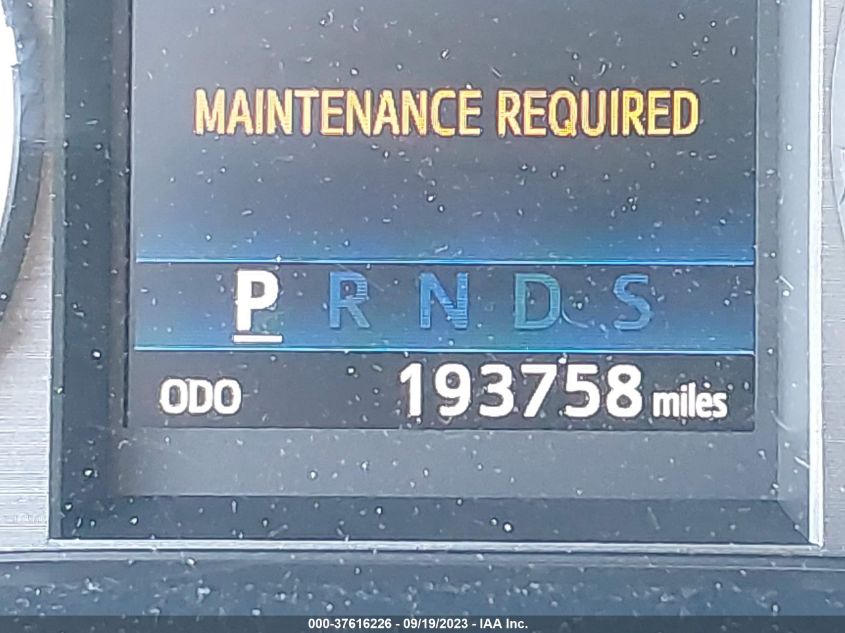 MAINTENANCE REQUIRED
P R N D S
ODO 193758 miles
000-37616226 - 09/19/2023 - IAA Inc.